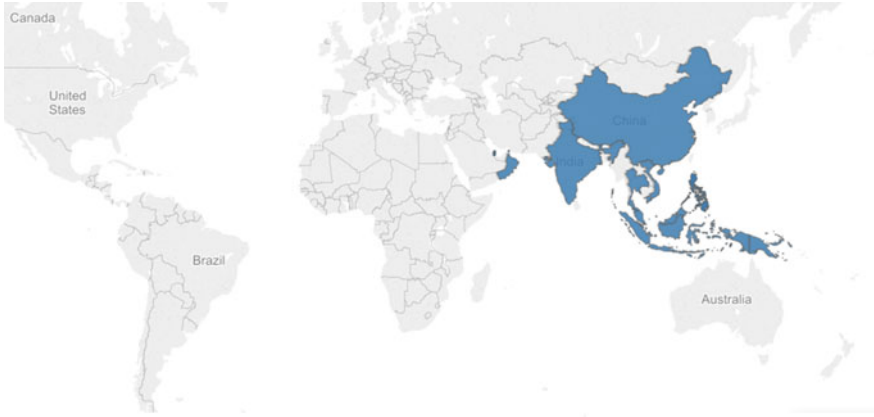 Canada
United
States
China
India
Brazil
Australia